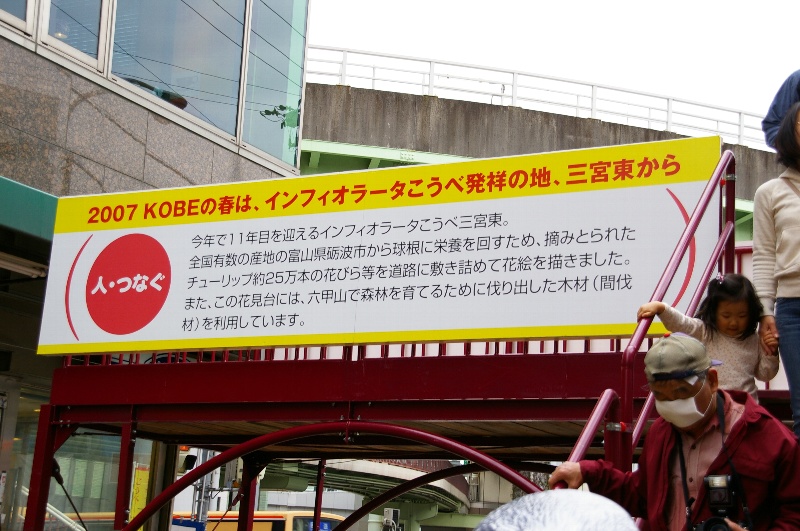 2007 KOBEの春は、インフィオラータこうべ発祥の地、三宮東から
人・つなぐ
今年で11年目を迎えるインフィオラータこうべ三宮東。
全国有数の産地の富山県砺波市から球根に栄養を回すため、摘みとられた
チューリップ約25万本の花びら等を道路に敷き詰めて花絵を描きました。
また、この花見台には、六甲山で森林を育てるために伐り出した木材（間伐
材）を利用しています。